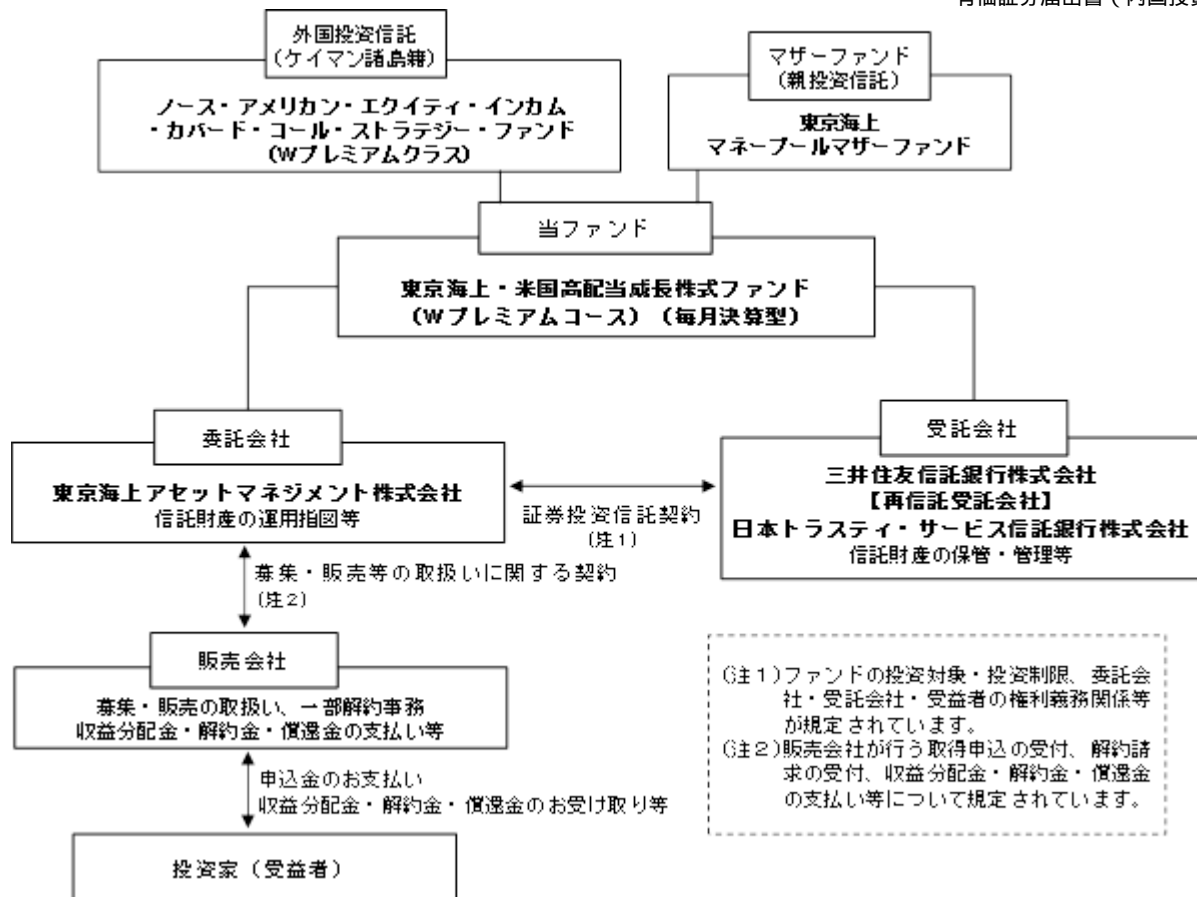 外国投資信託
(ケイマン諸島籍)
ノース・アメリカン・エクイティ・インカム
・カバード・コール・ストラテジー・ファンド
(Wプレミアムクラス)
マザーファンド
(親投資信託)
東京海上
マネープールマザーファンド
当ファンド
東京海上・米国高配当成長株式ファンド
(Wプレミアムコース)(毎月決算型)
委託会社
東京海上アセットマネジメント株式会社
信託財産の運用指図等
証券投資信託契約
(注1)
受託会社
三井住友信託銀行株式会社
【再信託受託会社】
日本トラスティ・サービス信託銀行株式会社
信託財産の保管・管理等
募集・販売等の取扱いに関する契約
(注2)
販売会社
募集・販売の取扱い、一部解約事務
収益分配金・解約金・償還金の支払い等
申込金のお支払い
収益分配金・解約金・償還金のお受け取り等
投資家(受益者)
(注1)ファンドの投資対象・投資制限、委託会
社・受託会社・受益者の権利義務関係等
が規定されています。
(注2)販売会社が行う取得申込の受付、解約請
求の受付、収益分配金・解約金・償還金
の支払い等について規定されています。